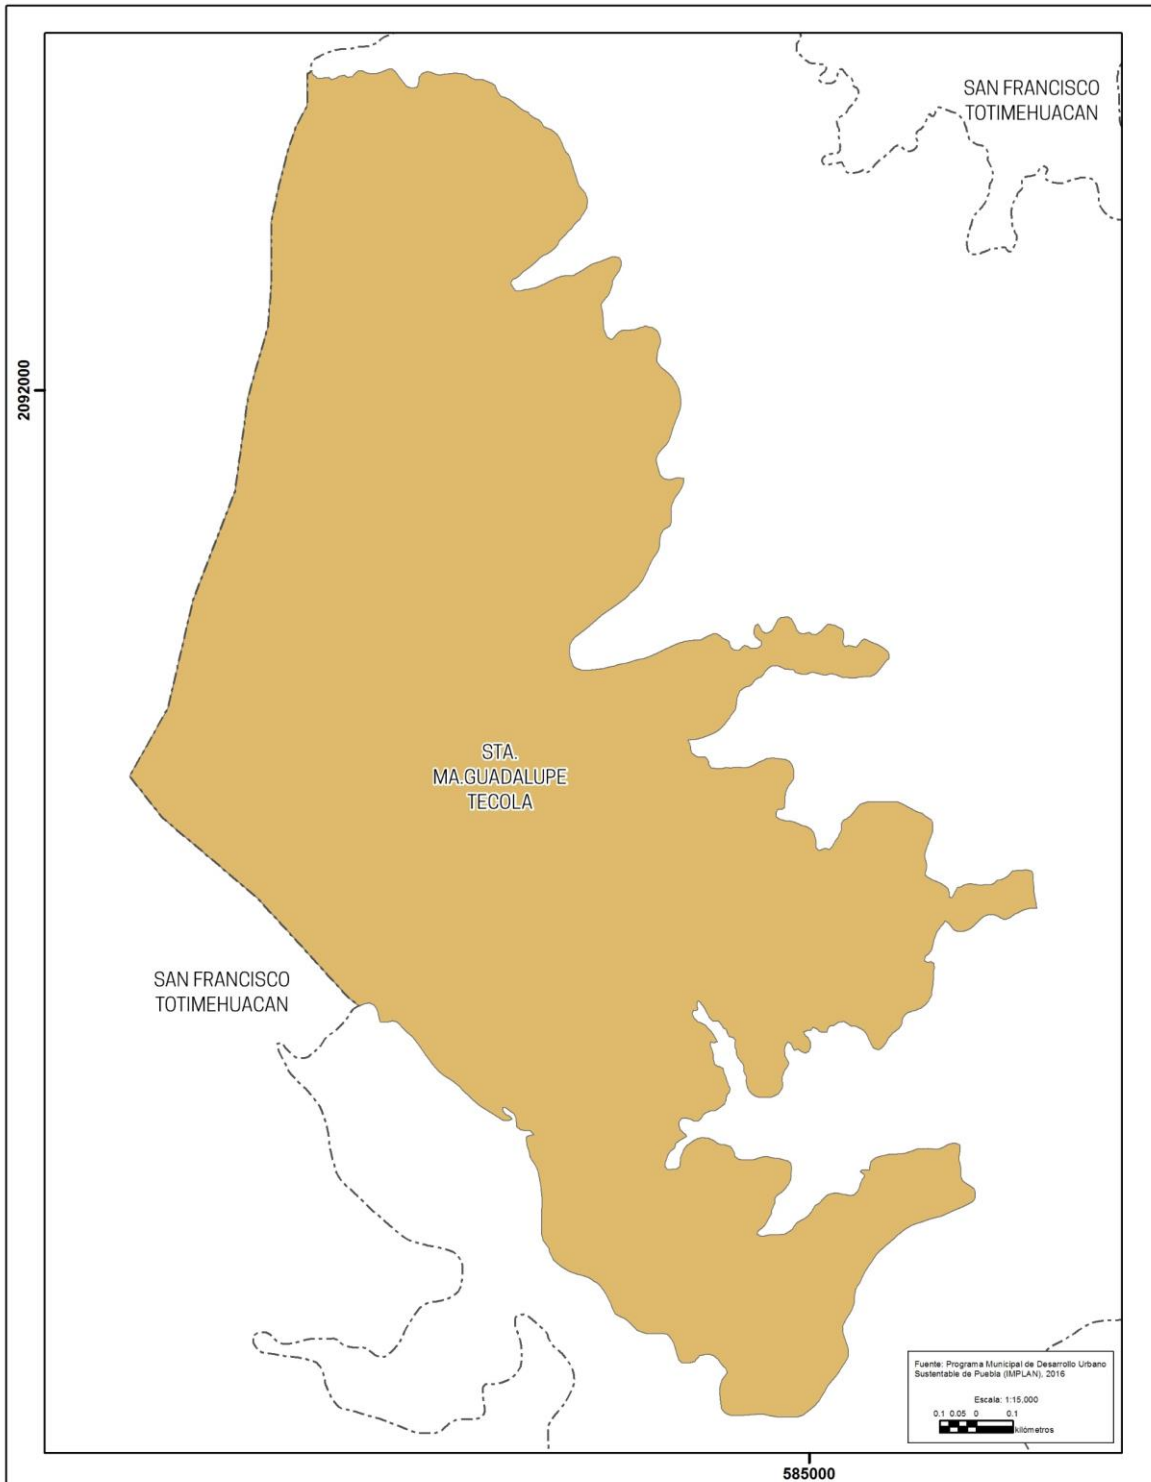 SAN FRANCISCO
TOTIMEHUACAN
2092000
STA.
MA.GUADALUPE
TECOLA
SAN FRANCISCO
TOTIMEHUACAN
Fuente: Programa Municipal de Desarrollo Urbano
Sustentable de Puebla (IMPLAN), 2016
Escala: 1:15,000
0.1 0.05 0 0.1
kilómetros
585000